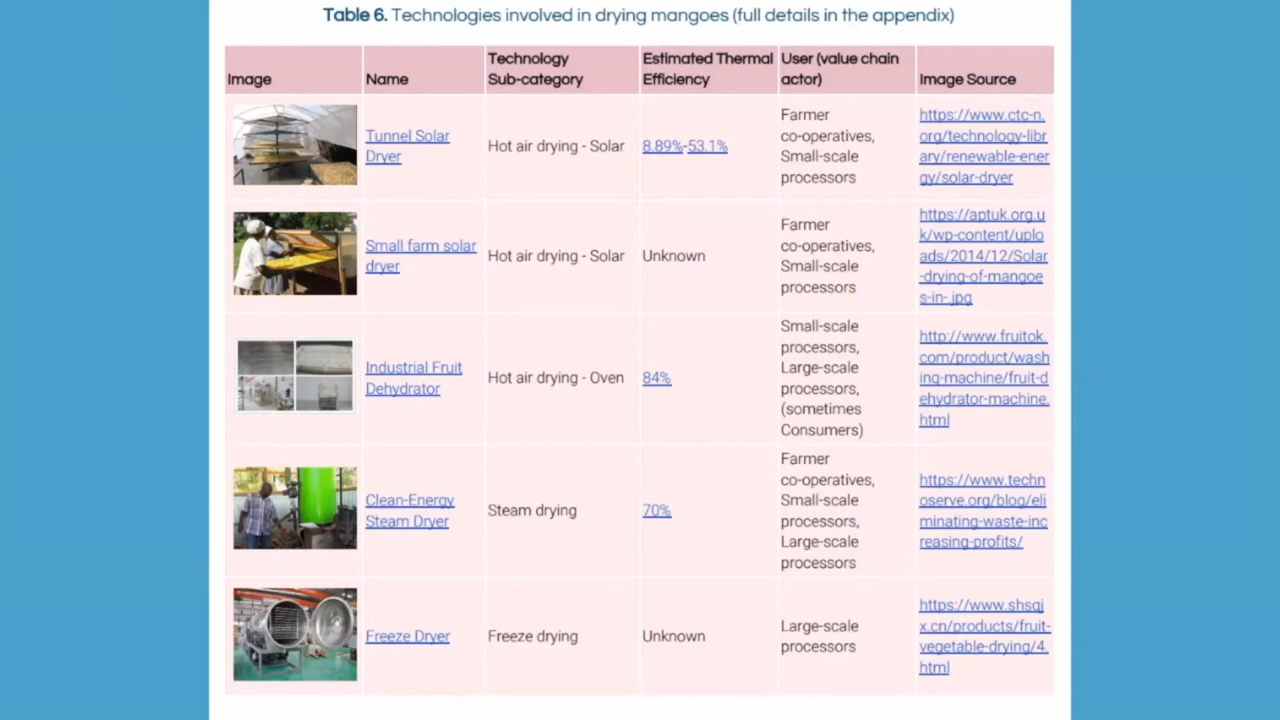 Table 6. Technologies involved in drying mangoes (full details in the appendix)
Image
Name
Technology
Sub-category
Estimated Thermal
Efficiency
User (value chain
actor)
Image Source
Tunnel Solar
Dryer
Hot air drying - Solar
8.89%-53.1%
Farmer
co-operatives,
Small-scale
processors
https://www.ctc-n.
org/technology-libr
ary/renewable-ener
gy/solar-dryer
Small farm solar
dryer
Hot air drying - Solar
Unknown
Farmer
co-operatives,
Small-scale
processors
https://aptuk.org.u
k/wp-content/uplo
ads/2014/12/Solar
-drying-of-mangoe
s-in-.jpg
Industrial Fruit
Dehydrator
Hot air drying - Oven
84%
Small-scale
processors,
Large-scale
processors,
(sometimes
Consumers)
http://www.fruitok.
com/product/wash
ing-machine/fruit-d
ehydrator-machine.
html
Clean-Energy
Steam Dryer
Steam drying
70%
Farmer
co-operatives,
Small-scale
processors,
Large-scale
processors
https://www.techn
oserve.org/blog/eli
minating-waste-inc
reasing-profits/
Freeze Dryer
Freeze drying
Unknown
Large-scale
processors
https://www.shsqj
x.cn/products/fruit-
vegetable-drying/4.
html